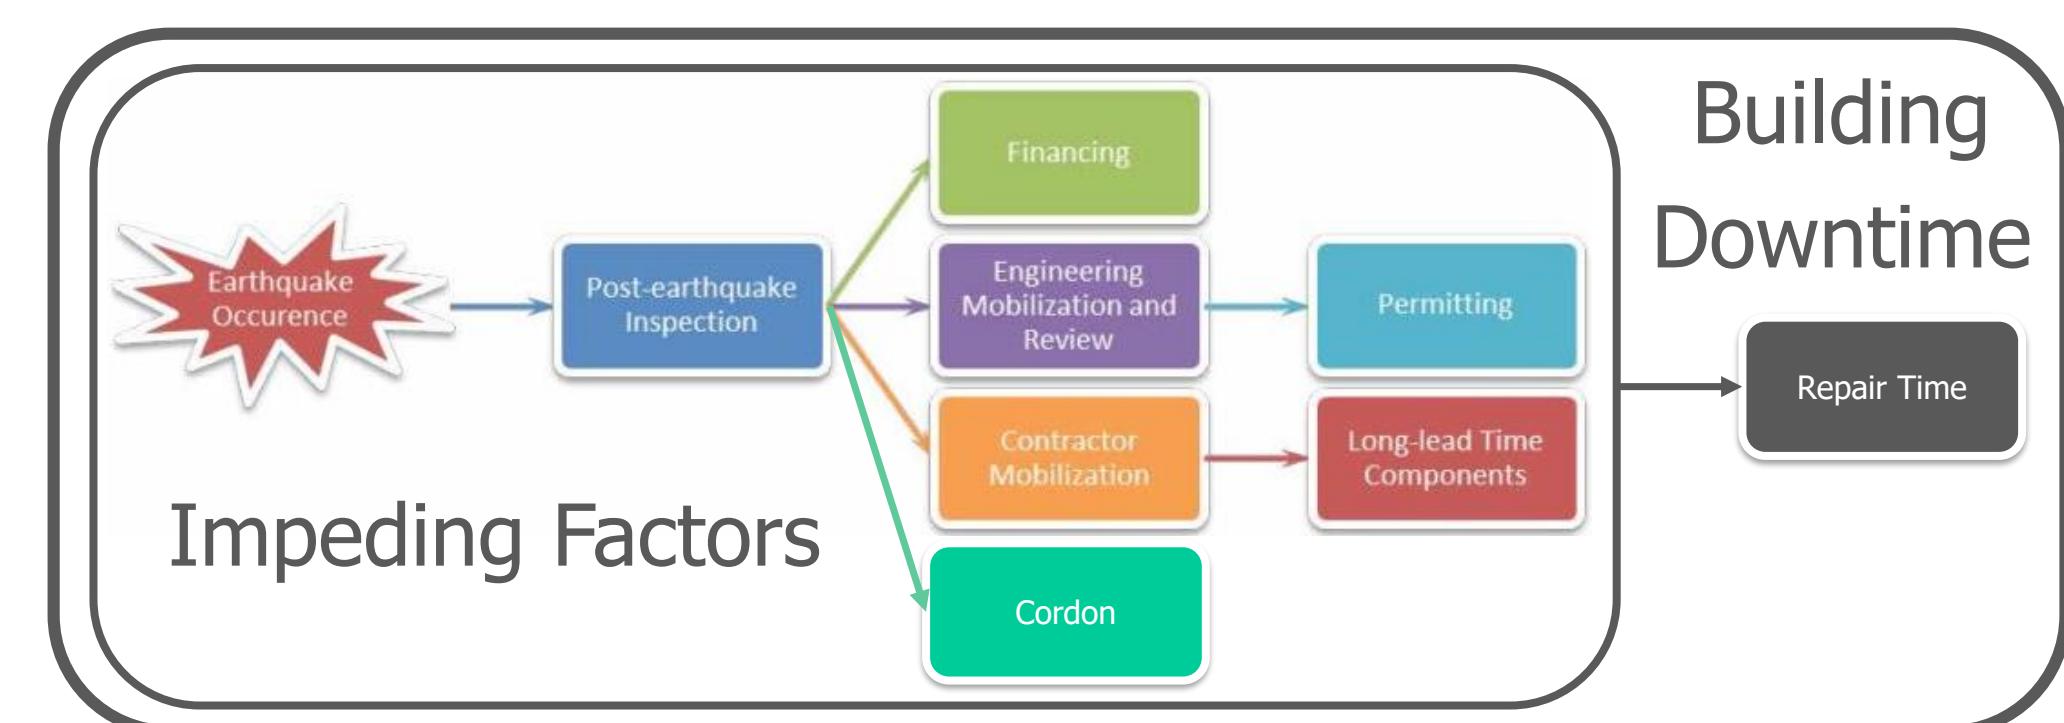 Building
Downtime
Financing
Earthquake
Occurence
Post-earthquake
Inspection
Engineering
Mobilization and
Review
Permitting
Contractor
Mobilization
Long-lead Time
Components
Cordon
Impeding Factors
Repair Time